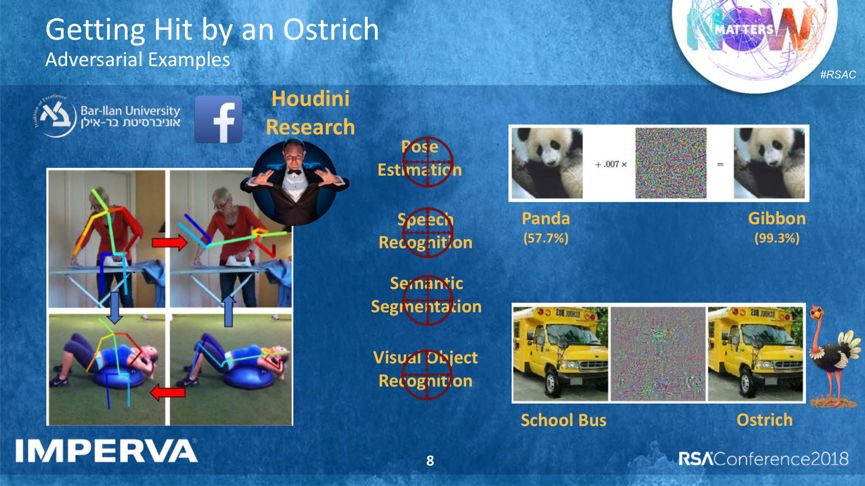 Getting Hit by an Ostrich
Adversarial Examples
NOW
MATTERS
#RSAC
Bar-Ilan University
אוניברסיטת בר-אילן
f
Houdini
Research
Pose
Estimation
Speech
Recognition
Semantic
Segmentation
Visual Object
Recognition
+ .007 ×
=
Panda
(57.7%)
Gibbon
(99.3%)
School Bus
Ostrich
IMPERVA
8
RSAConference2018